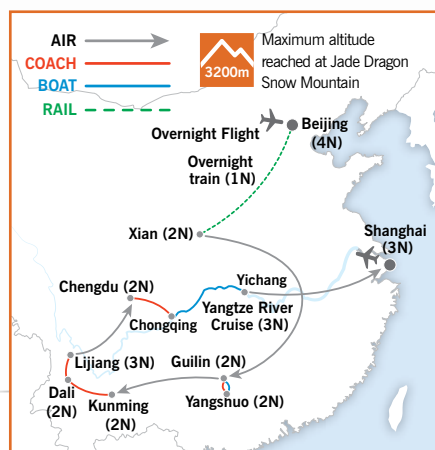 AIR
COACH
BOAT
RAIL
3200m
Maximum altitude
reached at Jade Dragon
Snow Mountain
Overnight Flight
Beijing
(4N)
Overnight
train (1N)
Xian (2N)
Shanghai
(3N)
Chengdu (2N)
Yichang
Yangtze River
Cruise (3N)
Chongqing
Lijiang (3N)
Guilin (2N)
Dali
(2N)
Kunming
(2N)
Yangshuo (2N)